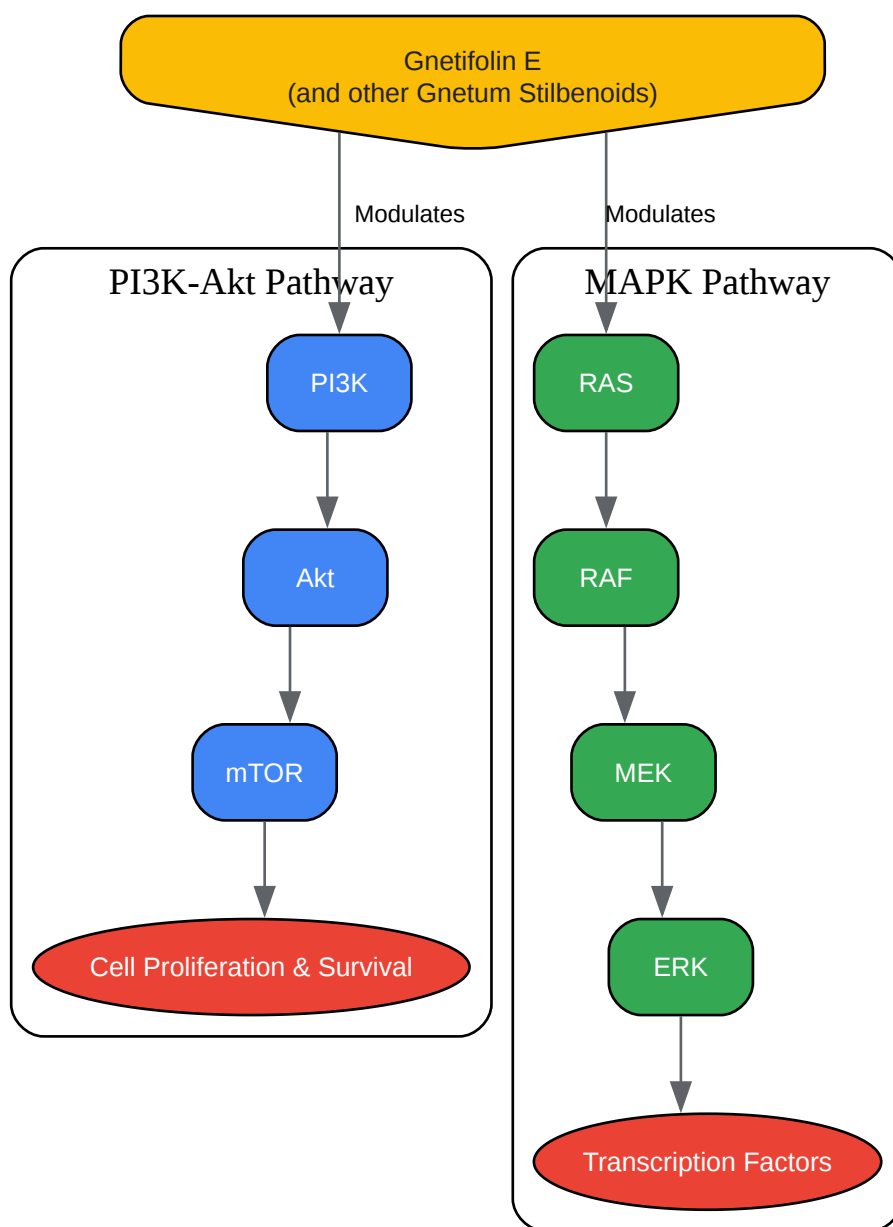 Gnetifolin E
(and other Gnetum Stilbenoids)
Modulates
Modulates
PI3K-Akt Pathway
MAPK Pathway
PI3K
RAS
Akt
RAF
mTOR
MEK
Cell Proliferation & Survival
ERK
Transcription Factors